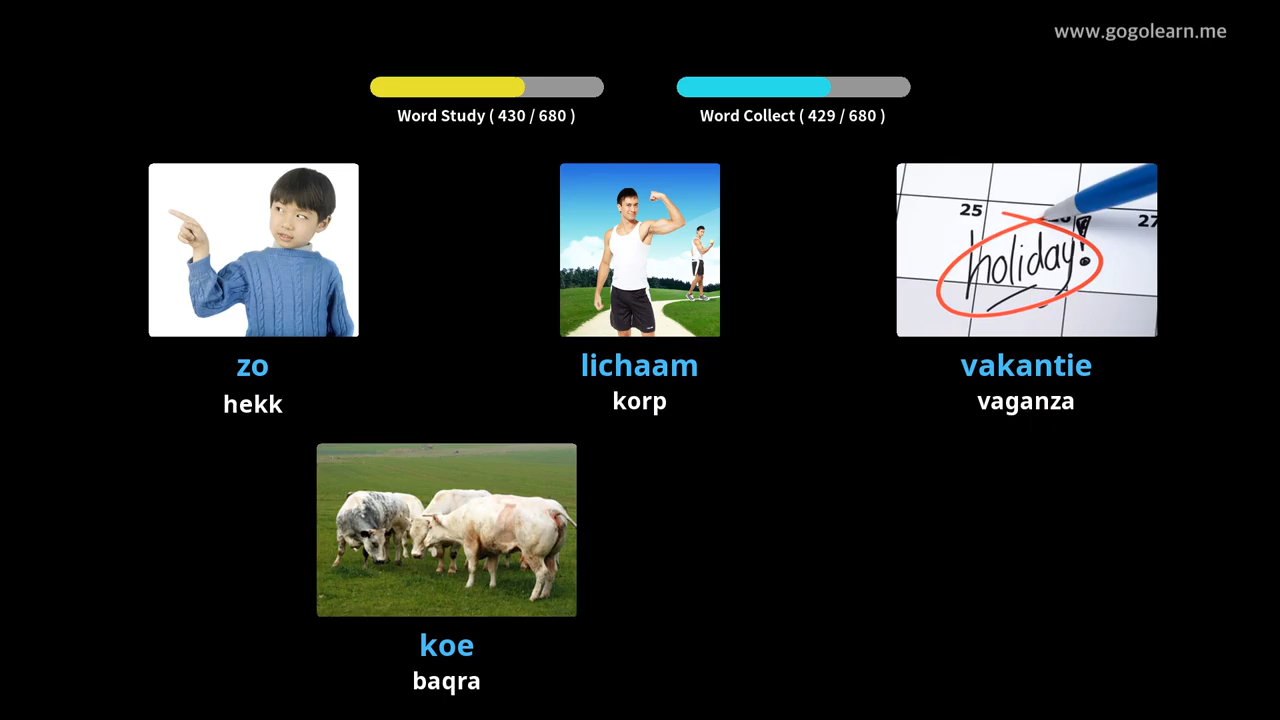 www.gogolearn.me
Word Study ( 430 / 680 )
Word Collect ( 429 / 680 )
25
27
holiday!
zo
hekk
lichaam
korp
vakantie
vaganza
koe
baqra